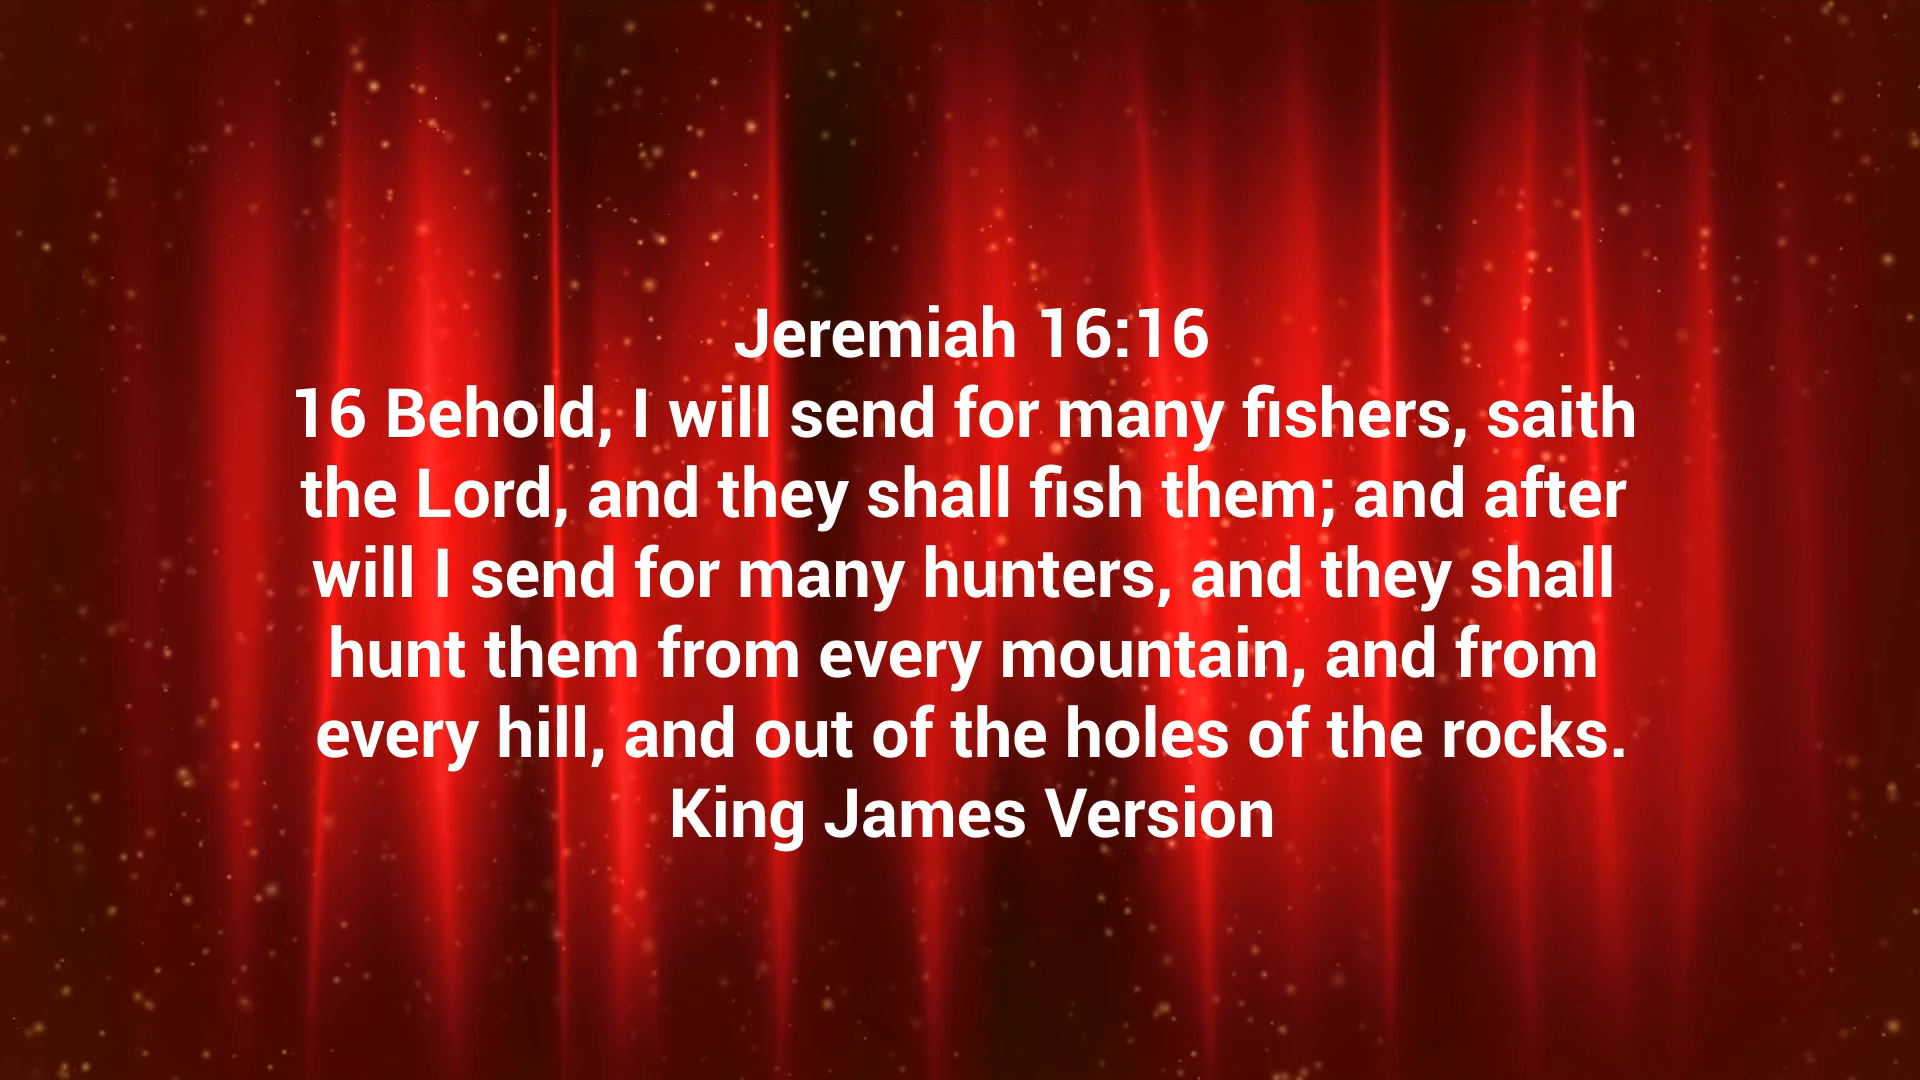 Jeremiah 16:16
16 Behold, I will send for many fishers, saith
the Lord, and they shall fish them; and after
will I send for many hunters, and they shall
hunt them from every mountain, and from
every hill, and out of the holes of the rocks.
King James Version